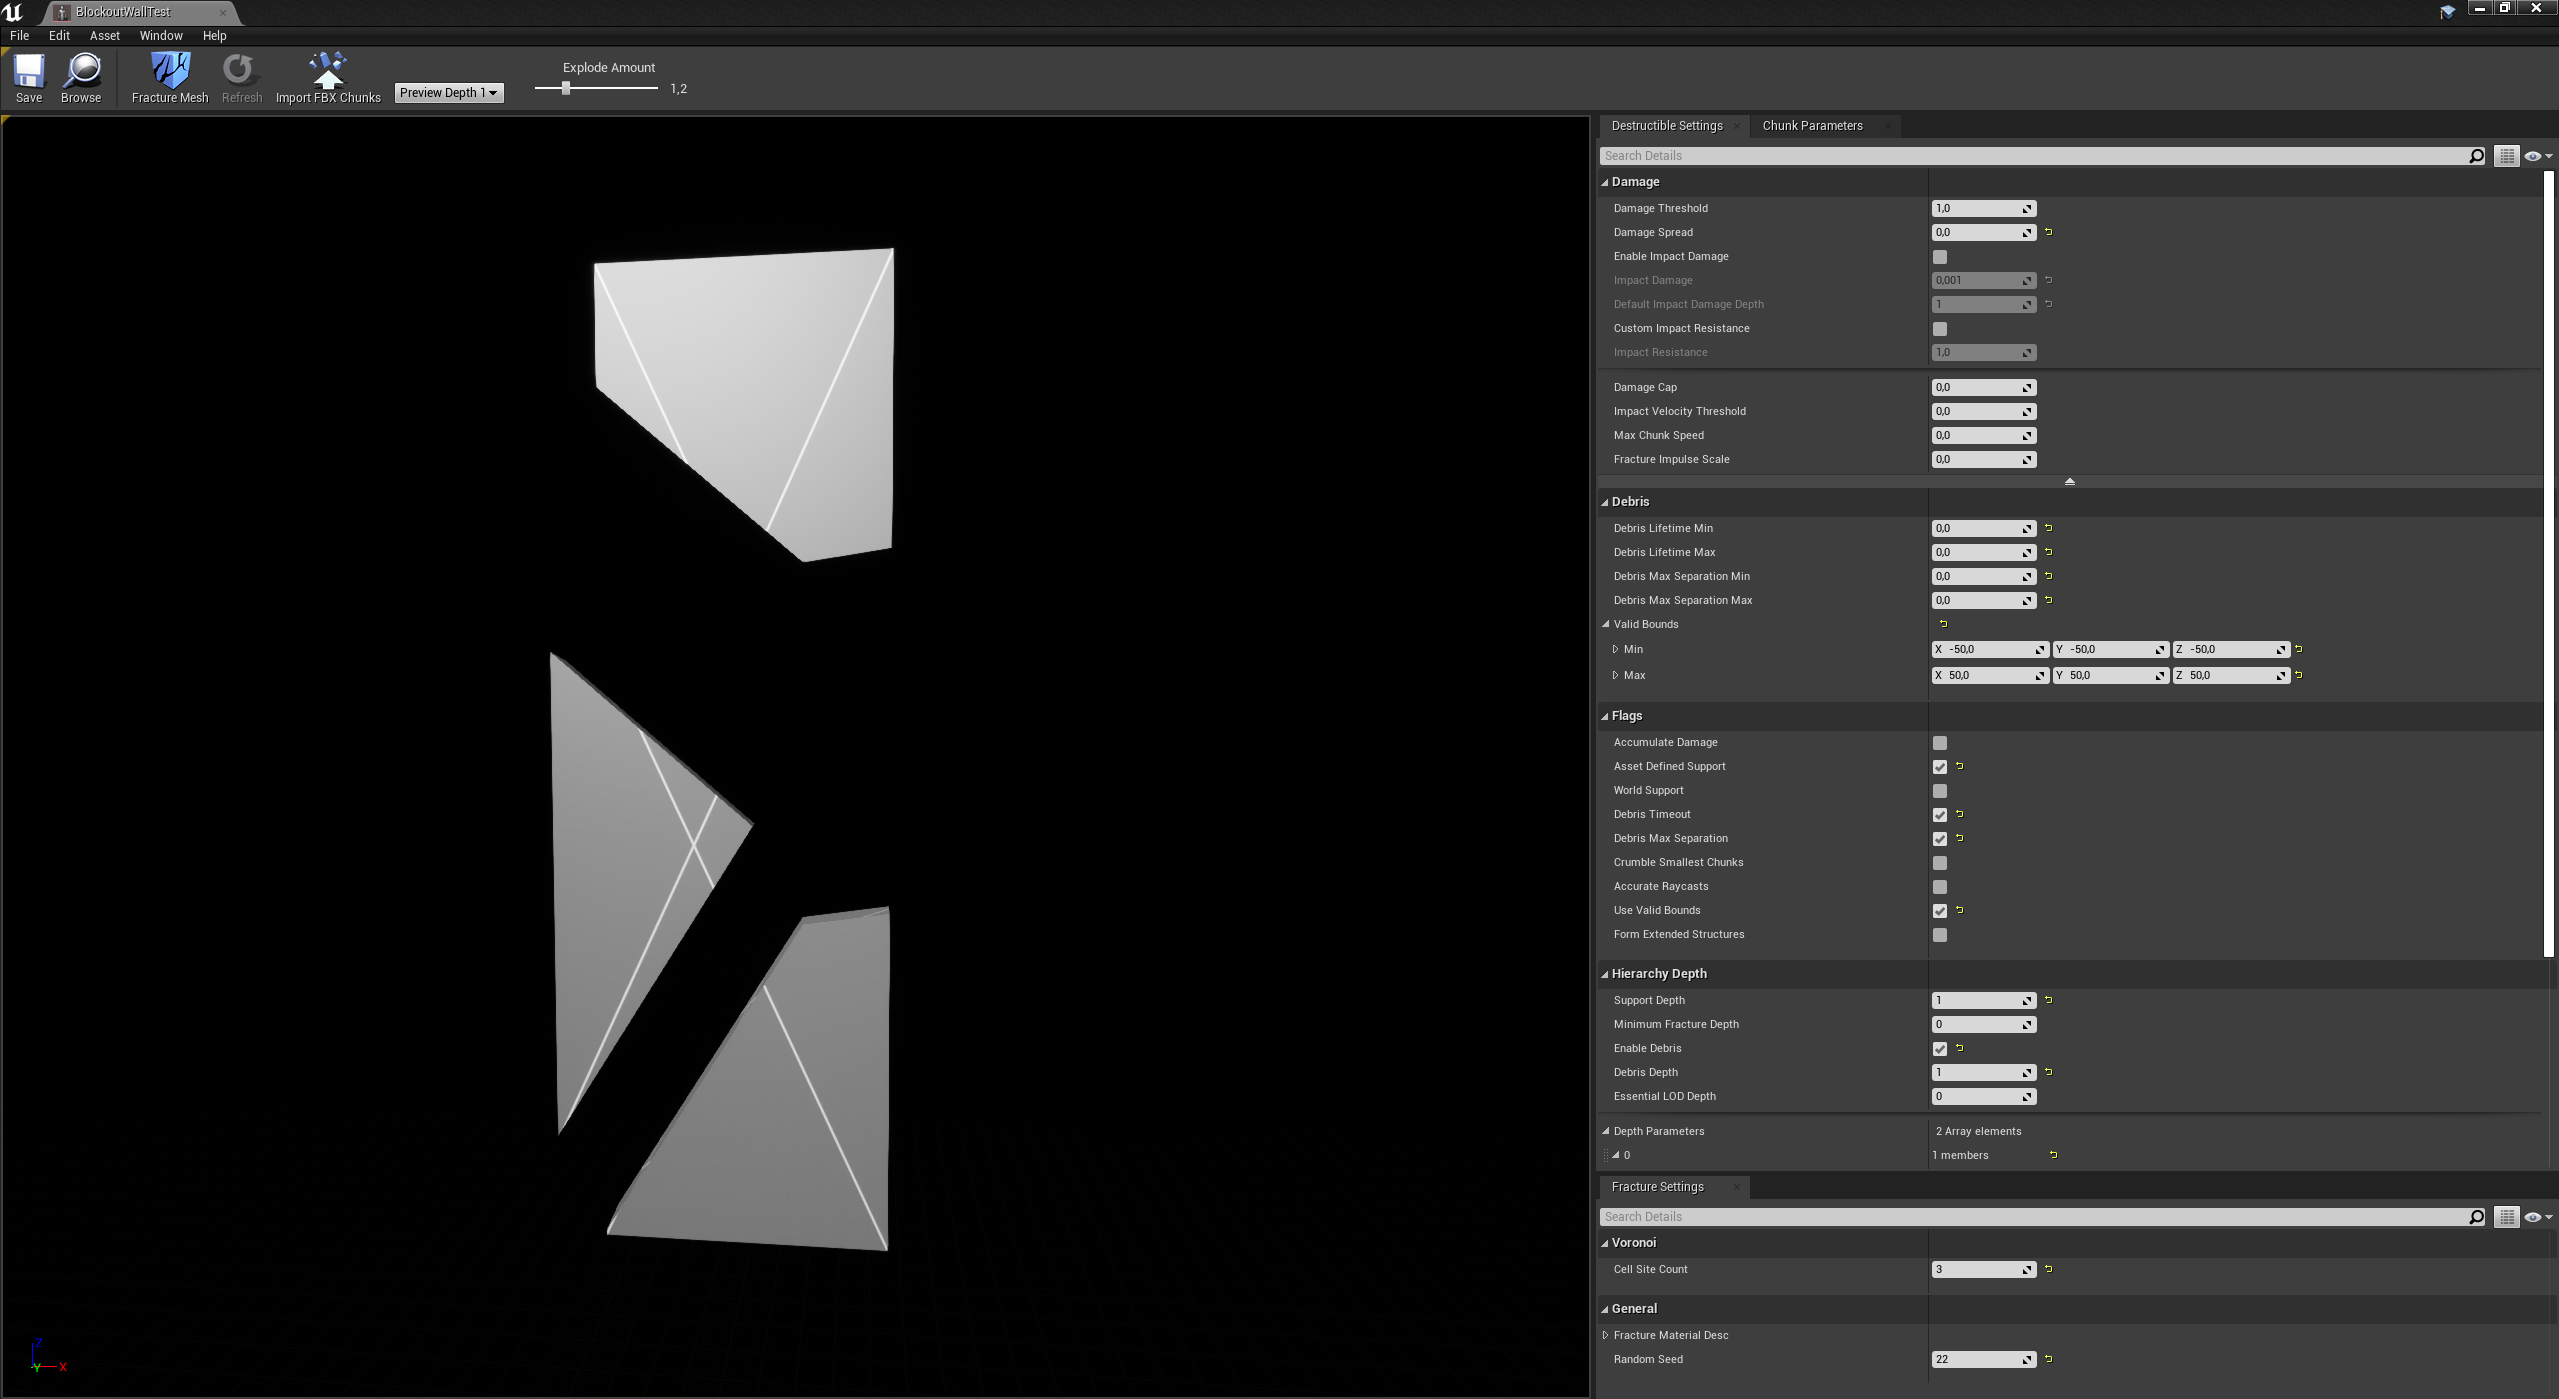 BlockoutWallTest
File Edit Asset Window Help
Save Browse Fracture Mesh Refresh Import FBX Chunks Preview Depth 1 Explode Amount 1,2
Destructible Settings Chunk Parameters
Search Details
Damage
Damage Threshold 1,0
Damage Spread 0,0
Enable Impact Damage
Impact Damage 0,001
Default Impact Damage Depth 1
Custom Impact Resistance
Impact Resistance 1,0
Damage Cap 0,0
Impact Velocity Threshold 0,0
Max Chunk Speed 0,0
Fracture Impulse Scale 0,0
Debris
Debris Lifetime Min 0,0
Debris Lifetime Max 0,0
Debris Max Separation Min 0,0
Debris Max Separation Max 0,0
Valid Bounds
Min X -50,0 Y -50,0 Z -50,0
Max X 50,0 Y 50,0 Z 50,0
Flags
Accumulate Damage
Asset Defined Support
World Support
Debris Timeout
Debris Max Separation
Crumble Smallest Chunks
Accurate Raycasts
Use Valid Bounds
Form Extended Structures
Hierarchy Depth
Support Depth 1
Minimum Fracture Depth 0
Enable Debris
Debris Depth 1
Essential LOD Depth 0
Depth Parameters 2 Array elements
0 1 members
Fracture Settings
Search Details
Voronoi
Cell Site Count 3
General
Fracture Material Desc
Random Seed 22
Z
Y X